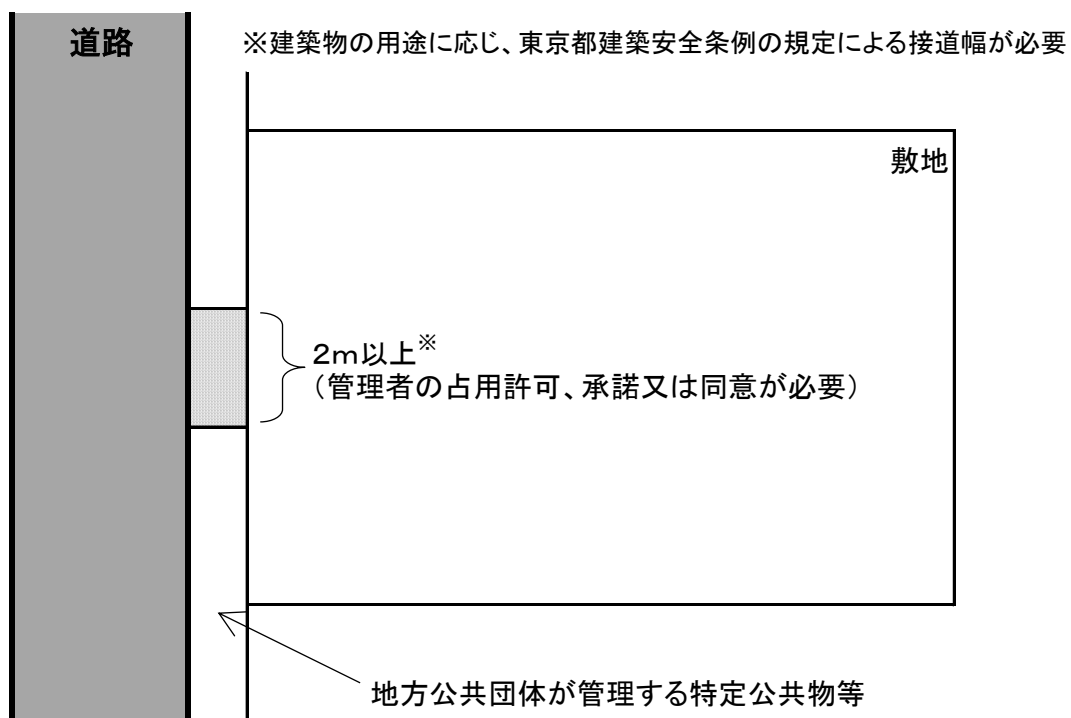 道路
※建築物の用途に応じ、東京都建築安全条例の規定による接道幅が必要
敷地
2m以上※
(管理者の占用許可、承諾又は同意が必要)
地方公共団体が管理する特定公共物等